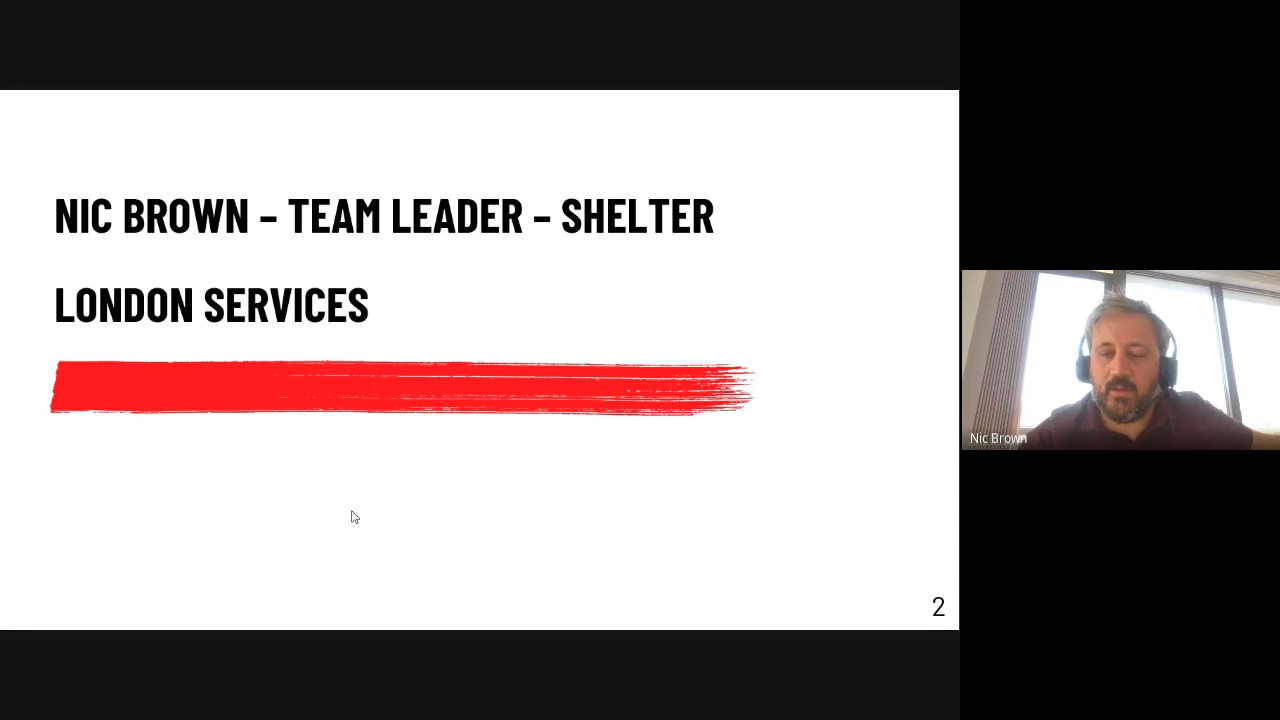 NIC BROWN – TEAM LEADER – SHELTER
LONDON SERVICES
2
Nic Brown